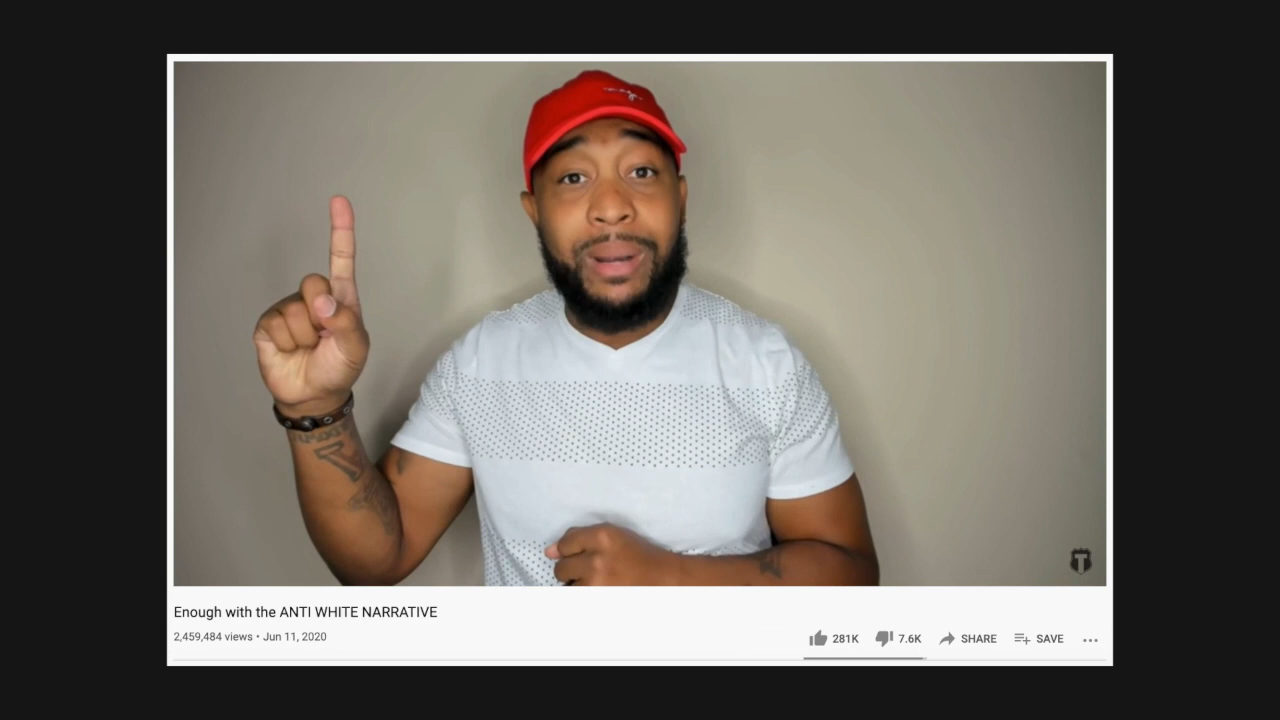 T
Enough with the ANTI WHITE NARRATIVE
2,459,484 views • Jun 11, 2020
281K 7.6K SHARE SAVE